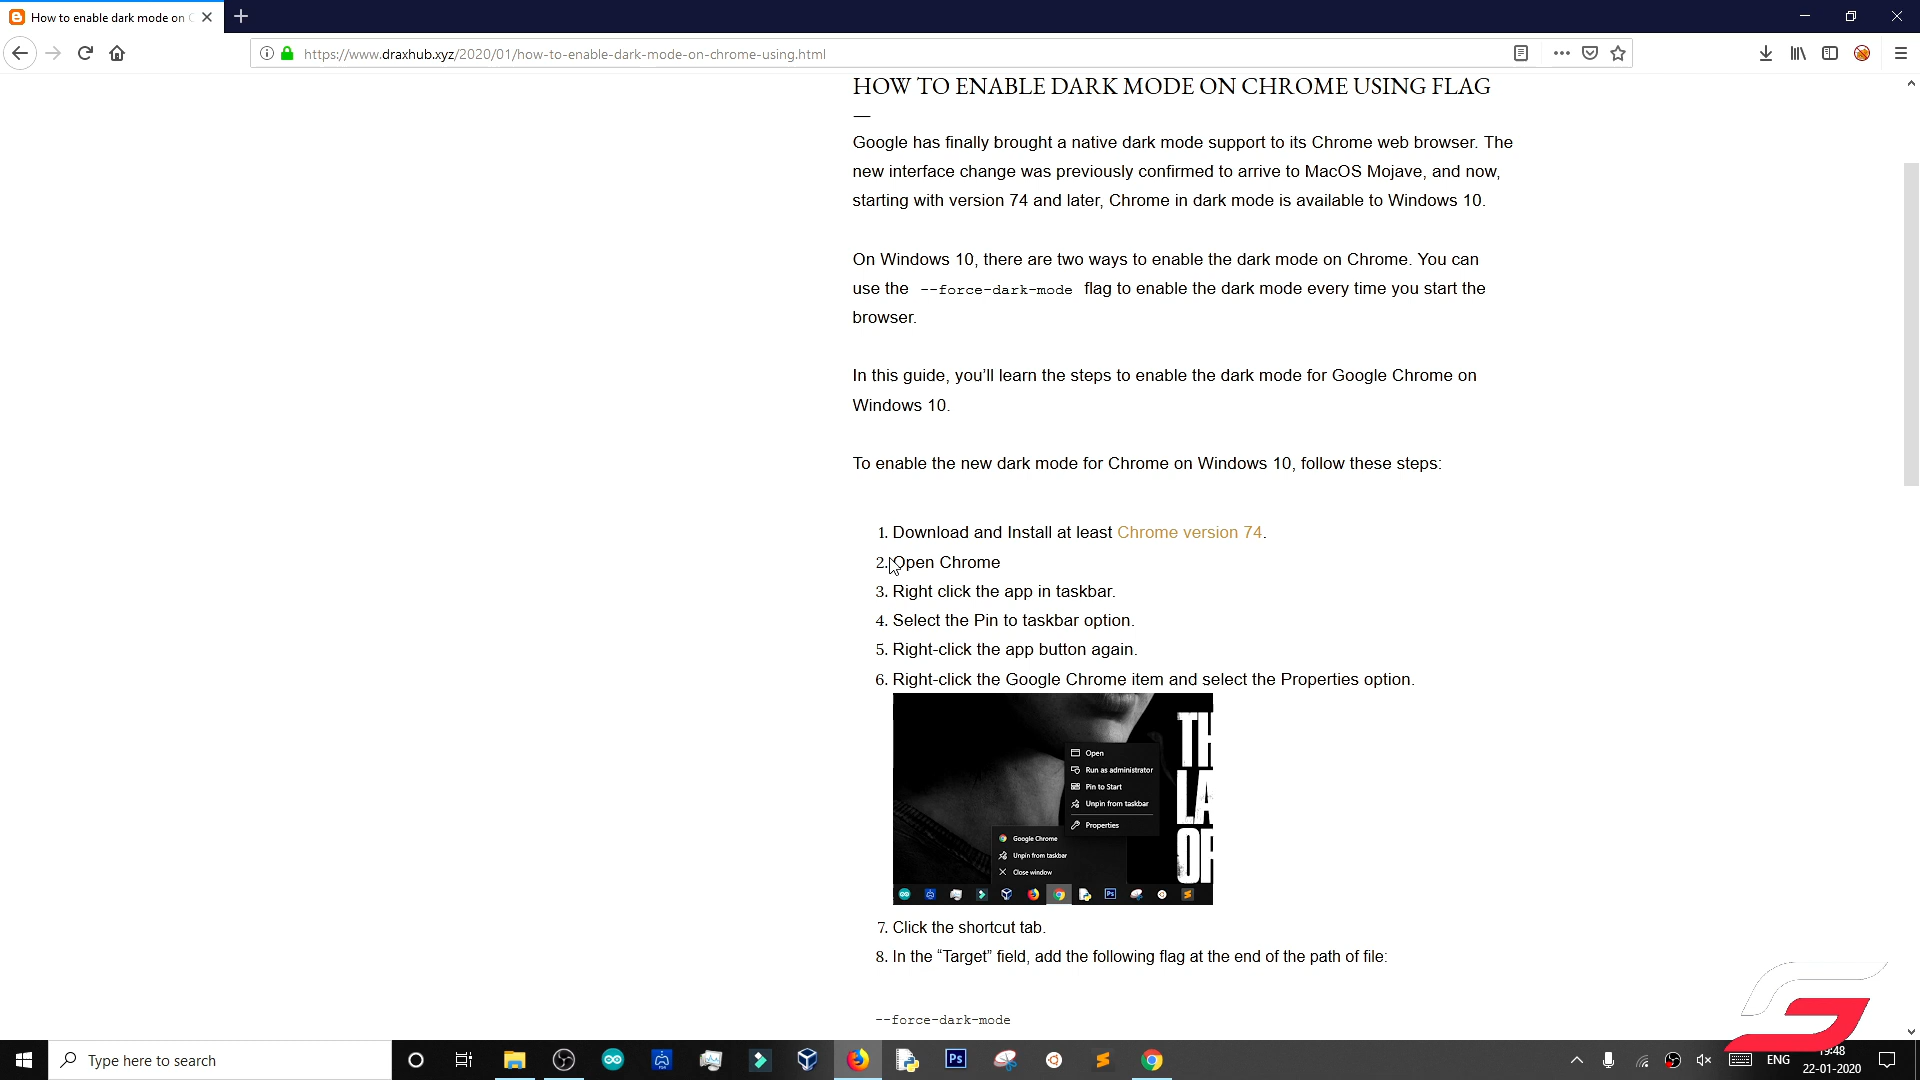 How to enable dark mode on C
https://www.draxhub.xyz/2020/01/how-to-enable-dark-mode-on-chrome-using.html
HOW TO ENABLE DARK MODE ON CHROME USING FLAG
Google has finally brought a native dark mode support to its Chrome web browser. The
new interface change was previously confirmed to arrive to MacOS Mojave, and now,
starting with version 74 and later, Chrome in dark mode is available to Windows 10.
On Windows 10, there are two ways to enable the dark mode on Chrome. You can
use the --force-dark-mode flag to enable the dark mode every time you start the
browser.
In this guide, you'll learn the steps to enable the dark mode for Google Chrome on
Windows 10.
To enable the new dark mode for Chrome on Windows 10, follow these steps:
1. Download and Install at least Chrome version 74.
2. Open Chrome
3. Right click the app in taskbar.
4. Select the Pin to taskbar option.
5. Right-click the app button again.
6. Right-click the Google Chrome item and select the Properties option.
Open
Run as administrator
Pin to Start
Unpin from taskbar
Properties
Google Chrome
Unpin from taskbar
Close window
TH
LA
OF
Ps
7. Click the shortcut tab.
8. In the “Target” field, add the following flag at the end of the path of file:
--force-dark-mode
Type here to search
Ps
ENG
19:48
22-01-2020